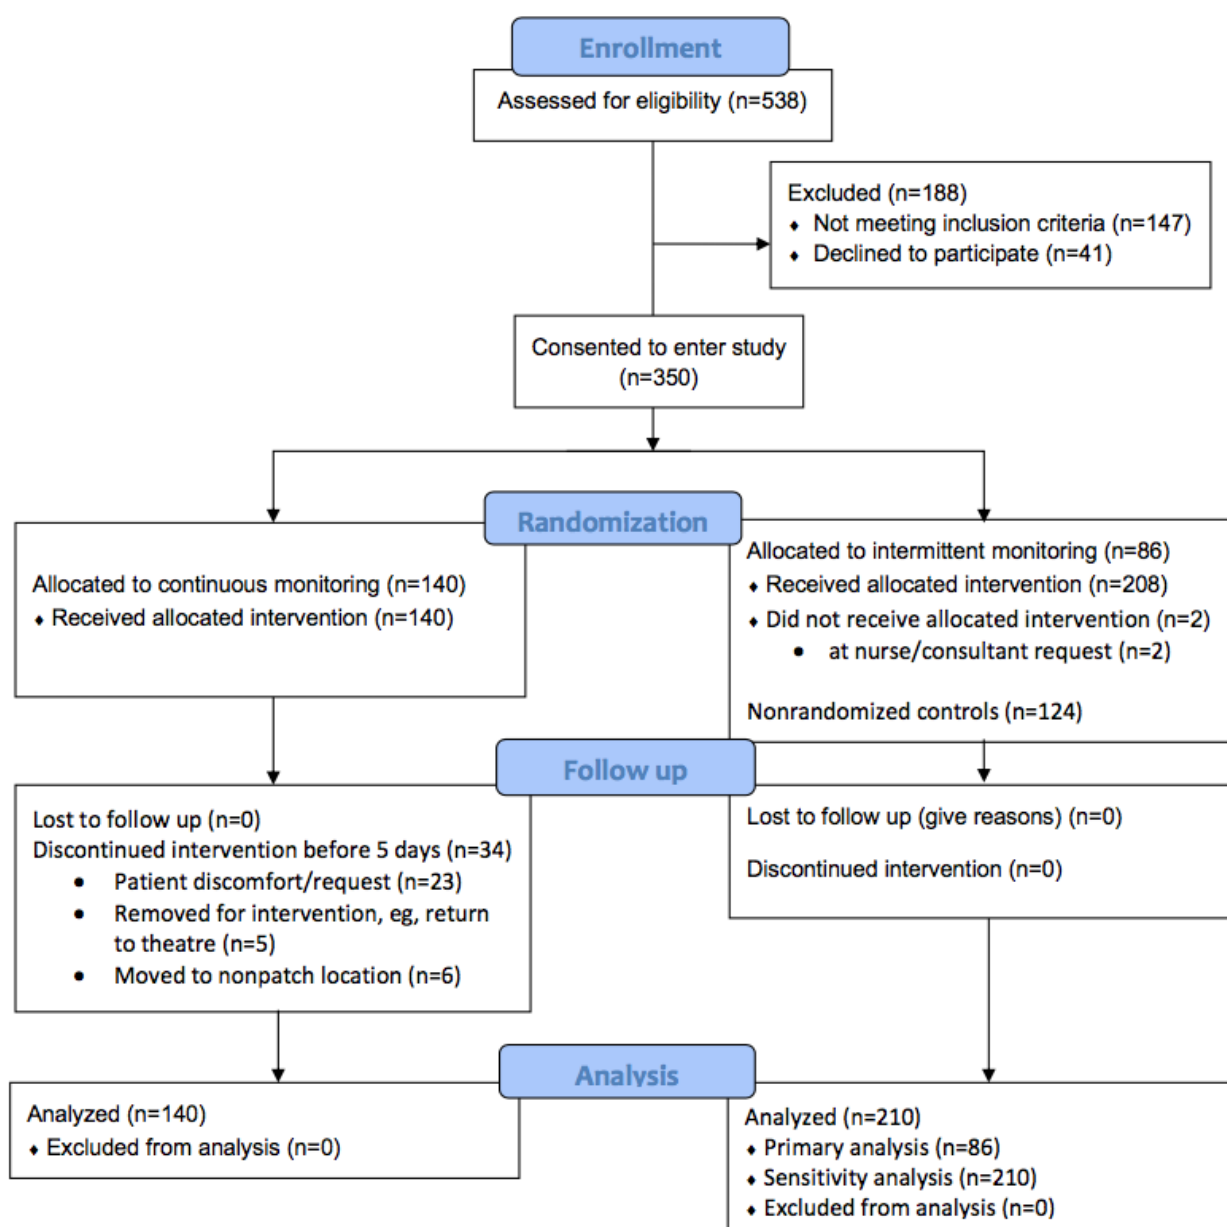 Enrollment
Assessed for eligibility (n=538)
Excluded (n=188)
♦ Not meeting inclusion criteria (n=147)
♦ Declined to participate (n=41)
Consented to enter study
(n=350)
Randomization
Allocated to continuous monitoring (n=140)
♦ Received allocated intervention (n=140)
Allocated to intermittent monitoring (n=86)
♦ Received allocated intervention (n=208)
♦ Did not receive allocated intervention (n=2)
• at nurse/consultant request (n=2)
Nonrandomized controls (n=124)
Follow up
Lost to follow up (n=0)
Discontinued intervention before 5 days (n=34)
• Patient discomfort/request (n=23)
• Removed for intervention, eg, return
to theatre (n=5)
• Moved to nonpatch location (n=6)
Lost to follow up (give reasons) (n=0)
Discontinued intervention (n=0)
Analysis
Analyzed (n=140)
♦ Excluded from analysis (n=0)
Analyzed (n=210)
♦ Primary analysis (n=86)
♦ Sensitivity analysis (n=210)
♦ Excluded from analysis (n=0)